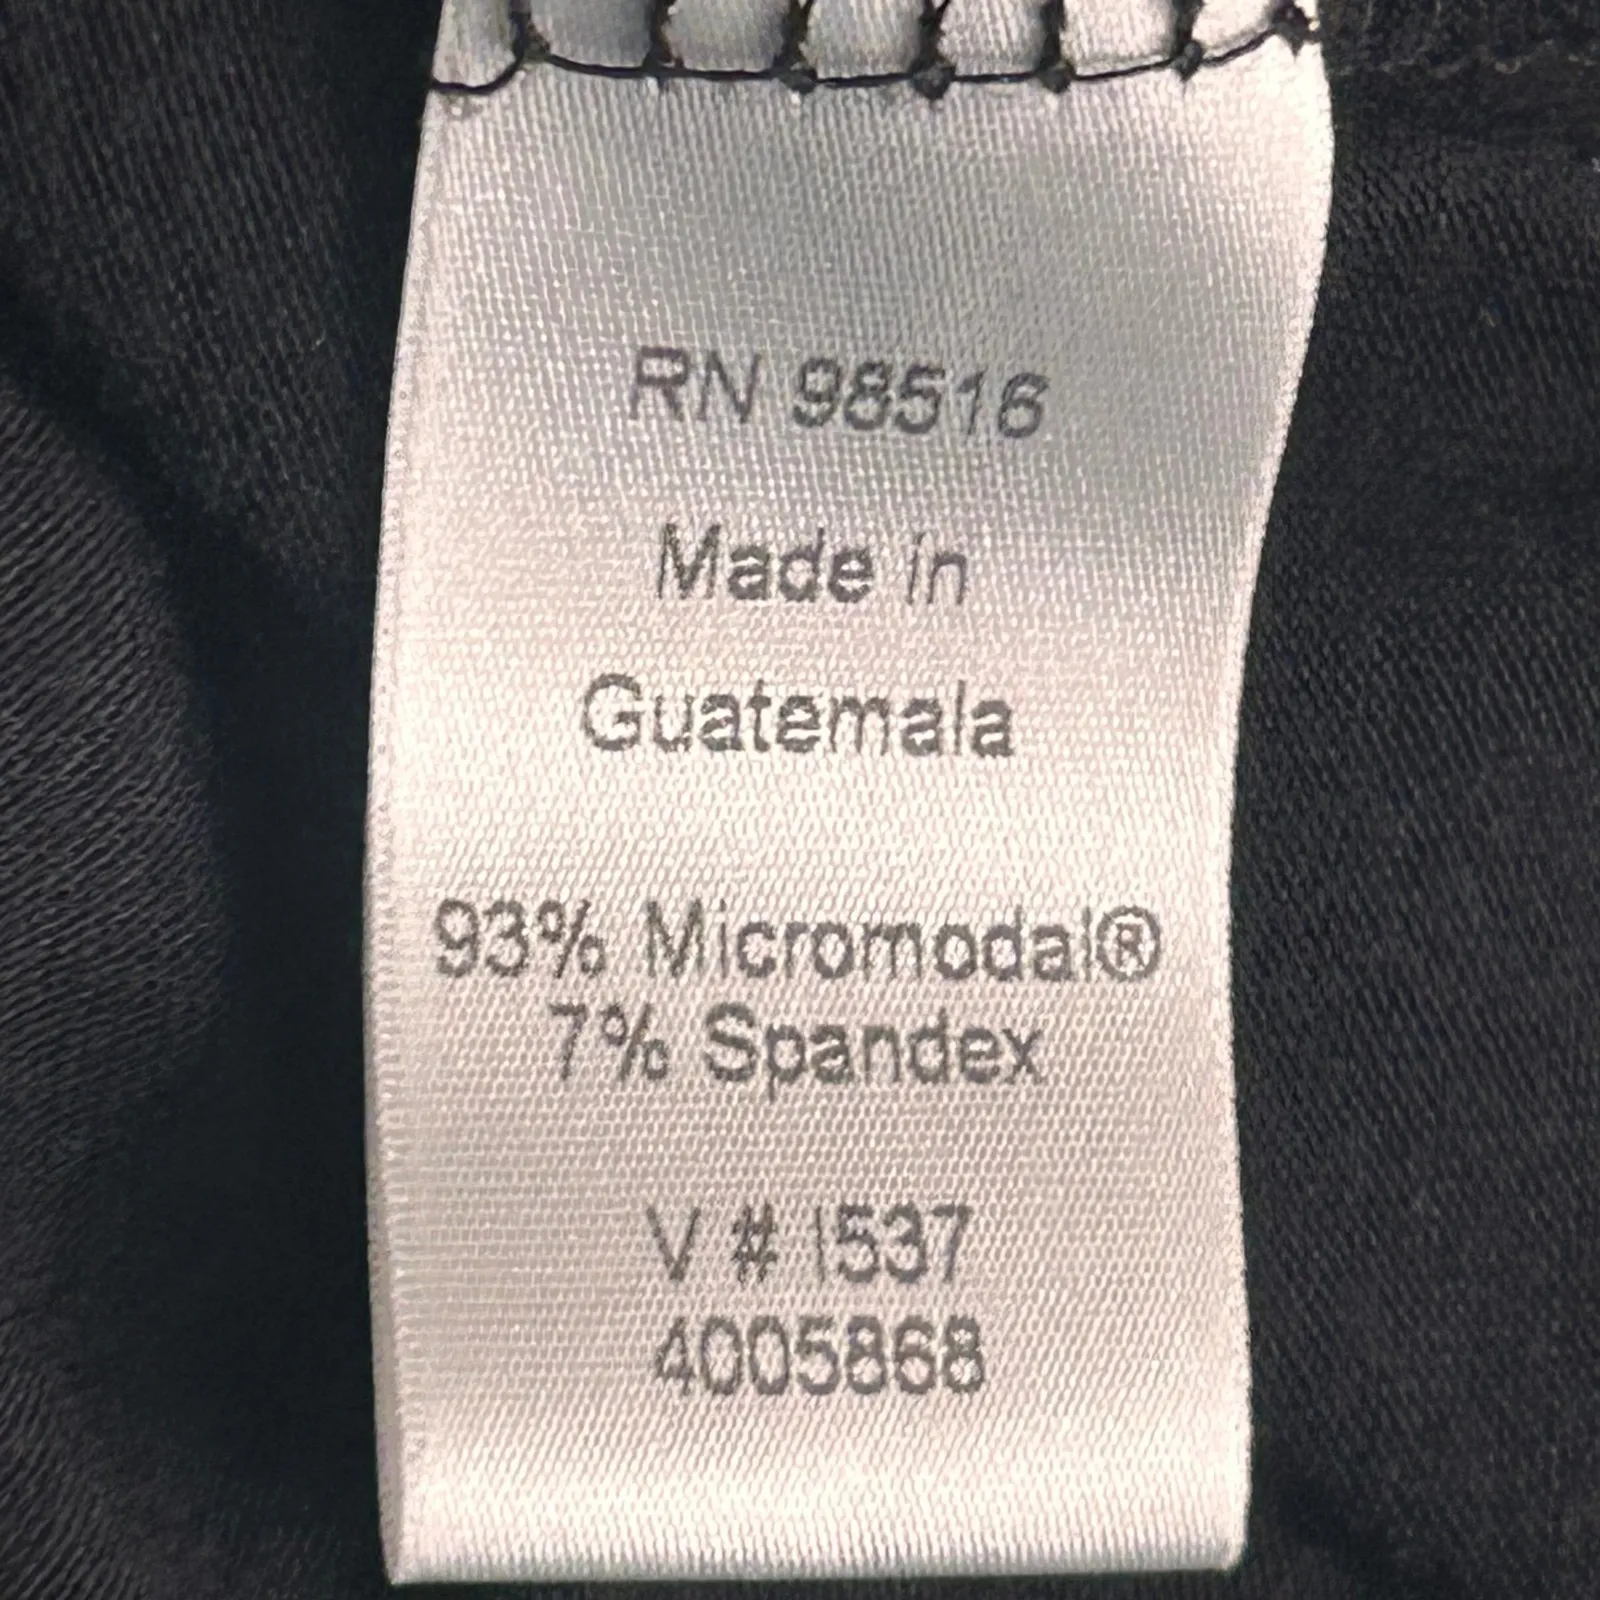 RN 98516
Made in
Guatemala
93% Micromodal®
7% Spandex
V # 1537
4005868